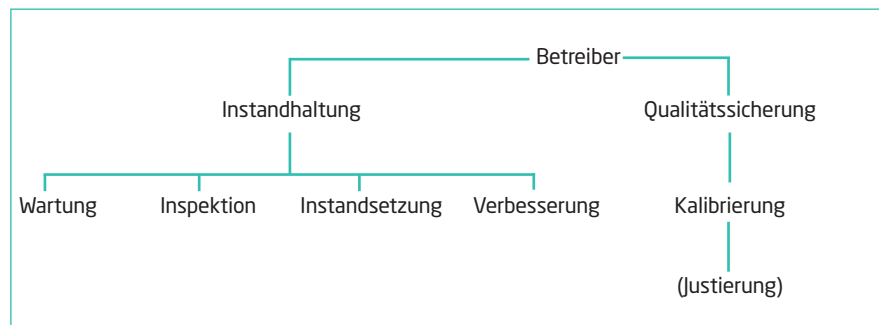 Betreiber
Instandhaltung
Qualitätssicherung
Wartung
Inspektion
Instandsetzung
Verbesserung
Kalibrierung
(Justierung)